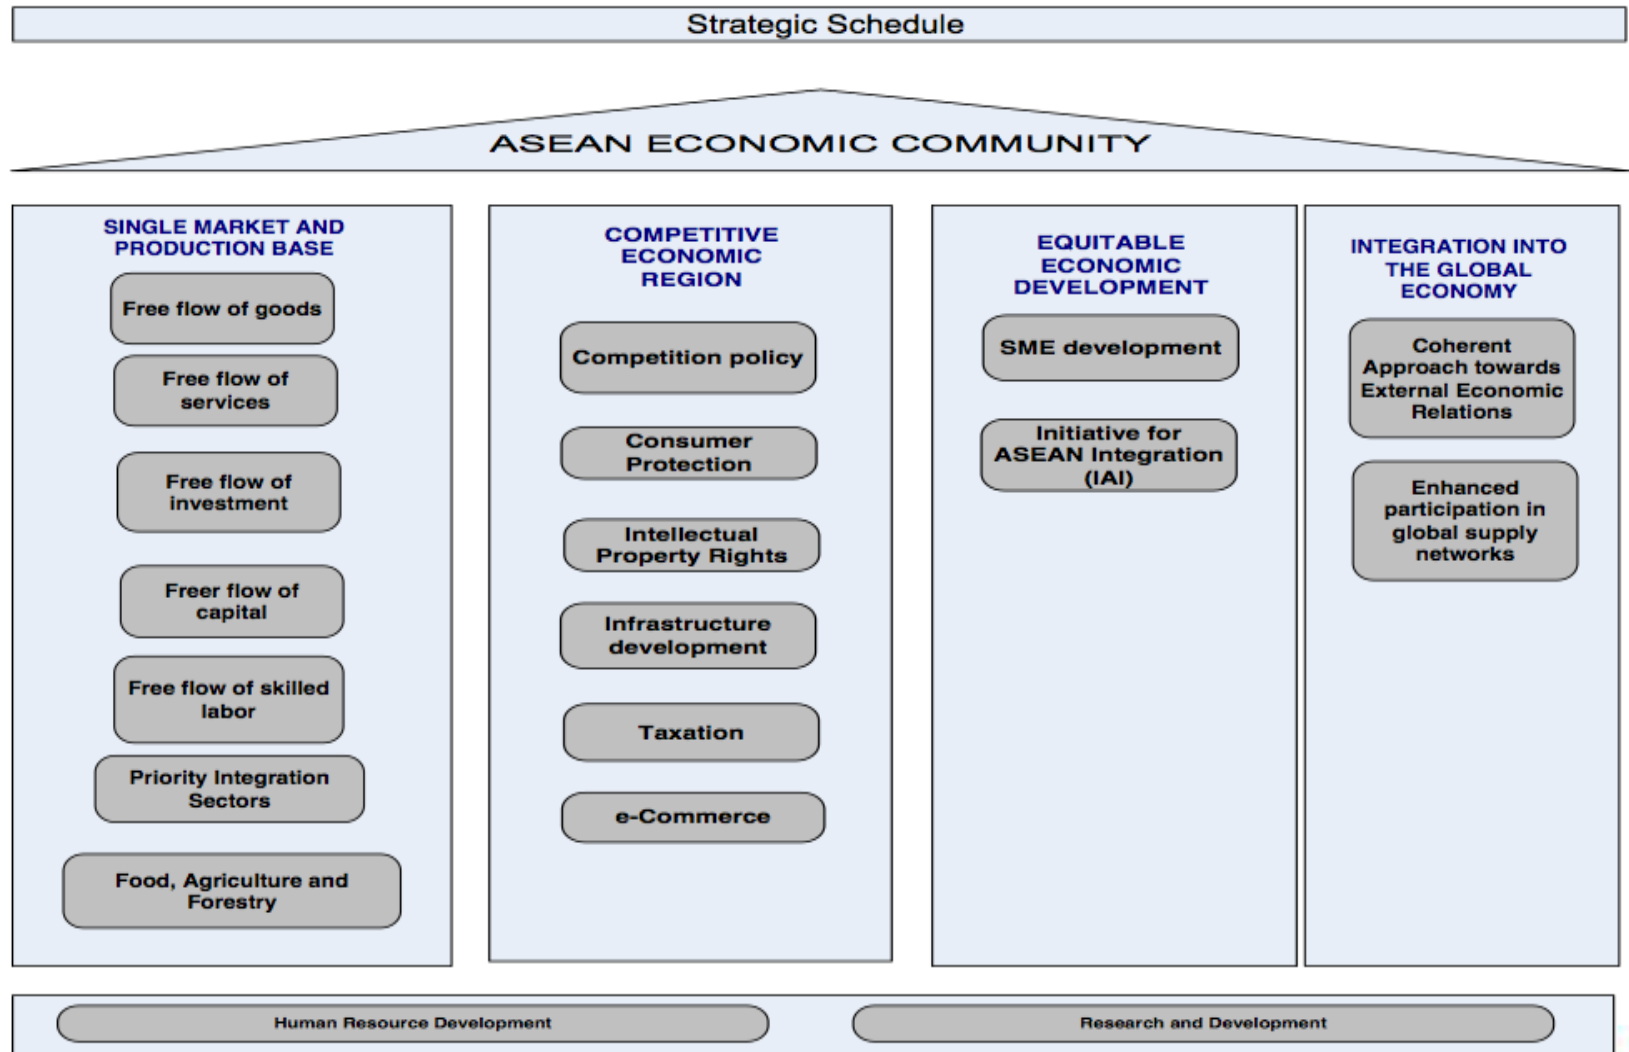 Strategic Schedule
ASEAN ECONOMIC COMMUNITY
SINGLE MARKET AND
PRODUCTION BASE
Free flow of goods
Free flow of
services
Free flow of
investment
Freer flow of
capital
Free flow of skilled
labor
Priority Integration
Sectors
Food, Agriculture and
Forestry
COMPETITIVE
ECONOMIC
REGION
Competition policy
Consumer
Protection
Intellectual
Property Rights
Infrastructure
development
Taxation
e-Commerce
EQUITABLE
ECONOMIC
DEVELOPMENT
SME development
Initiative for
ASEAN Integration
(IAI)
INTEGRATION INTO
THE GLOBAL
ECONOMY
Coherent
Approach towards
External Economic
Relations
Enhanced
participation in
global supply
networks
Human Resource Development
Research and Development